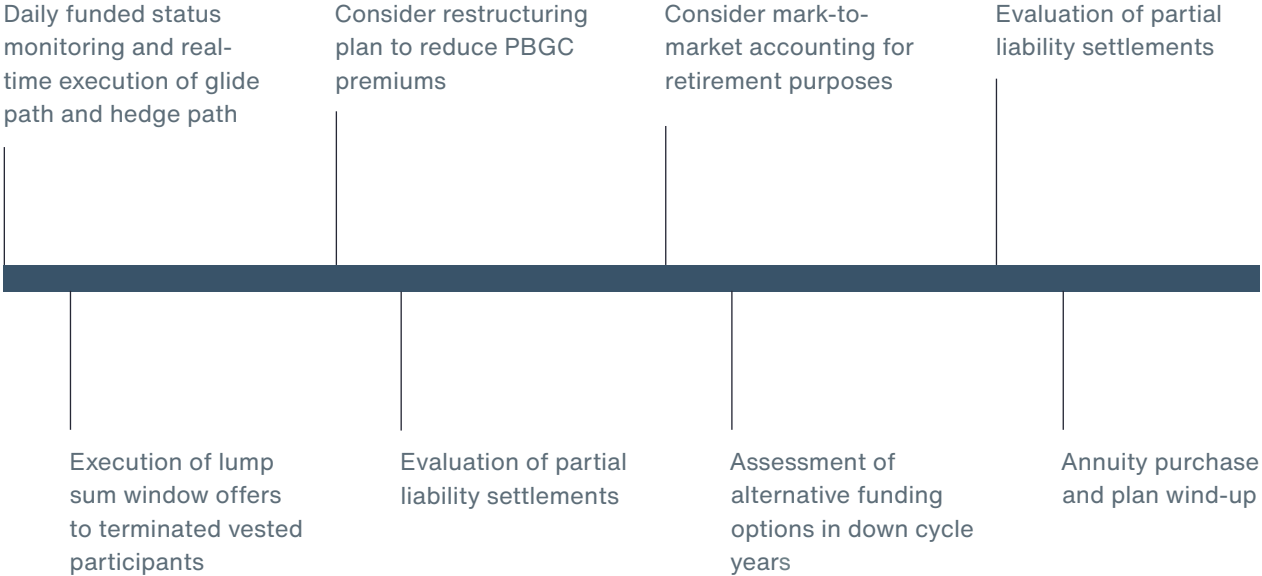 Daily funded status
monitoring and real-
time execution of glide
path and hedge path
Consider restructuring
plan to reduce PBGC
premiums
Consider mark-to-
market accounting for
retirement purposes
Evaluation of partial
liability settlements
Execution of lump
sum window offers
to terminated vested
participants
Evaluation of partial
liability settlements
Assessment of
alternative funding
options in down cycle
years
Annuity purchase
and plan wind-up